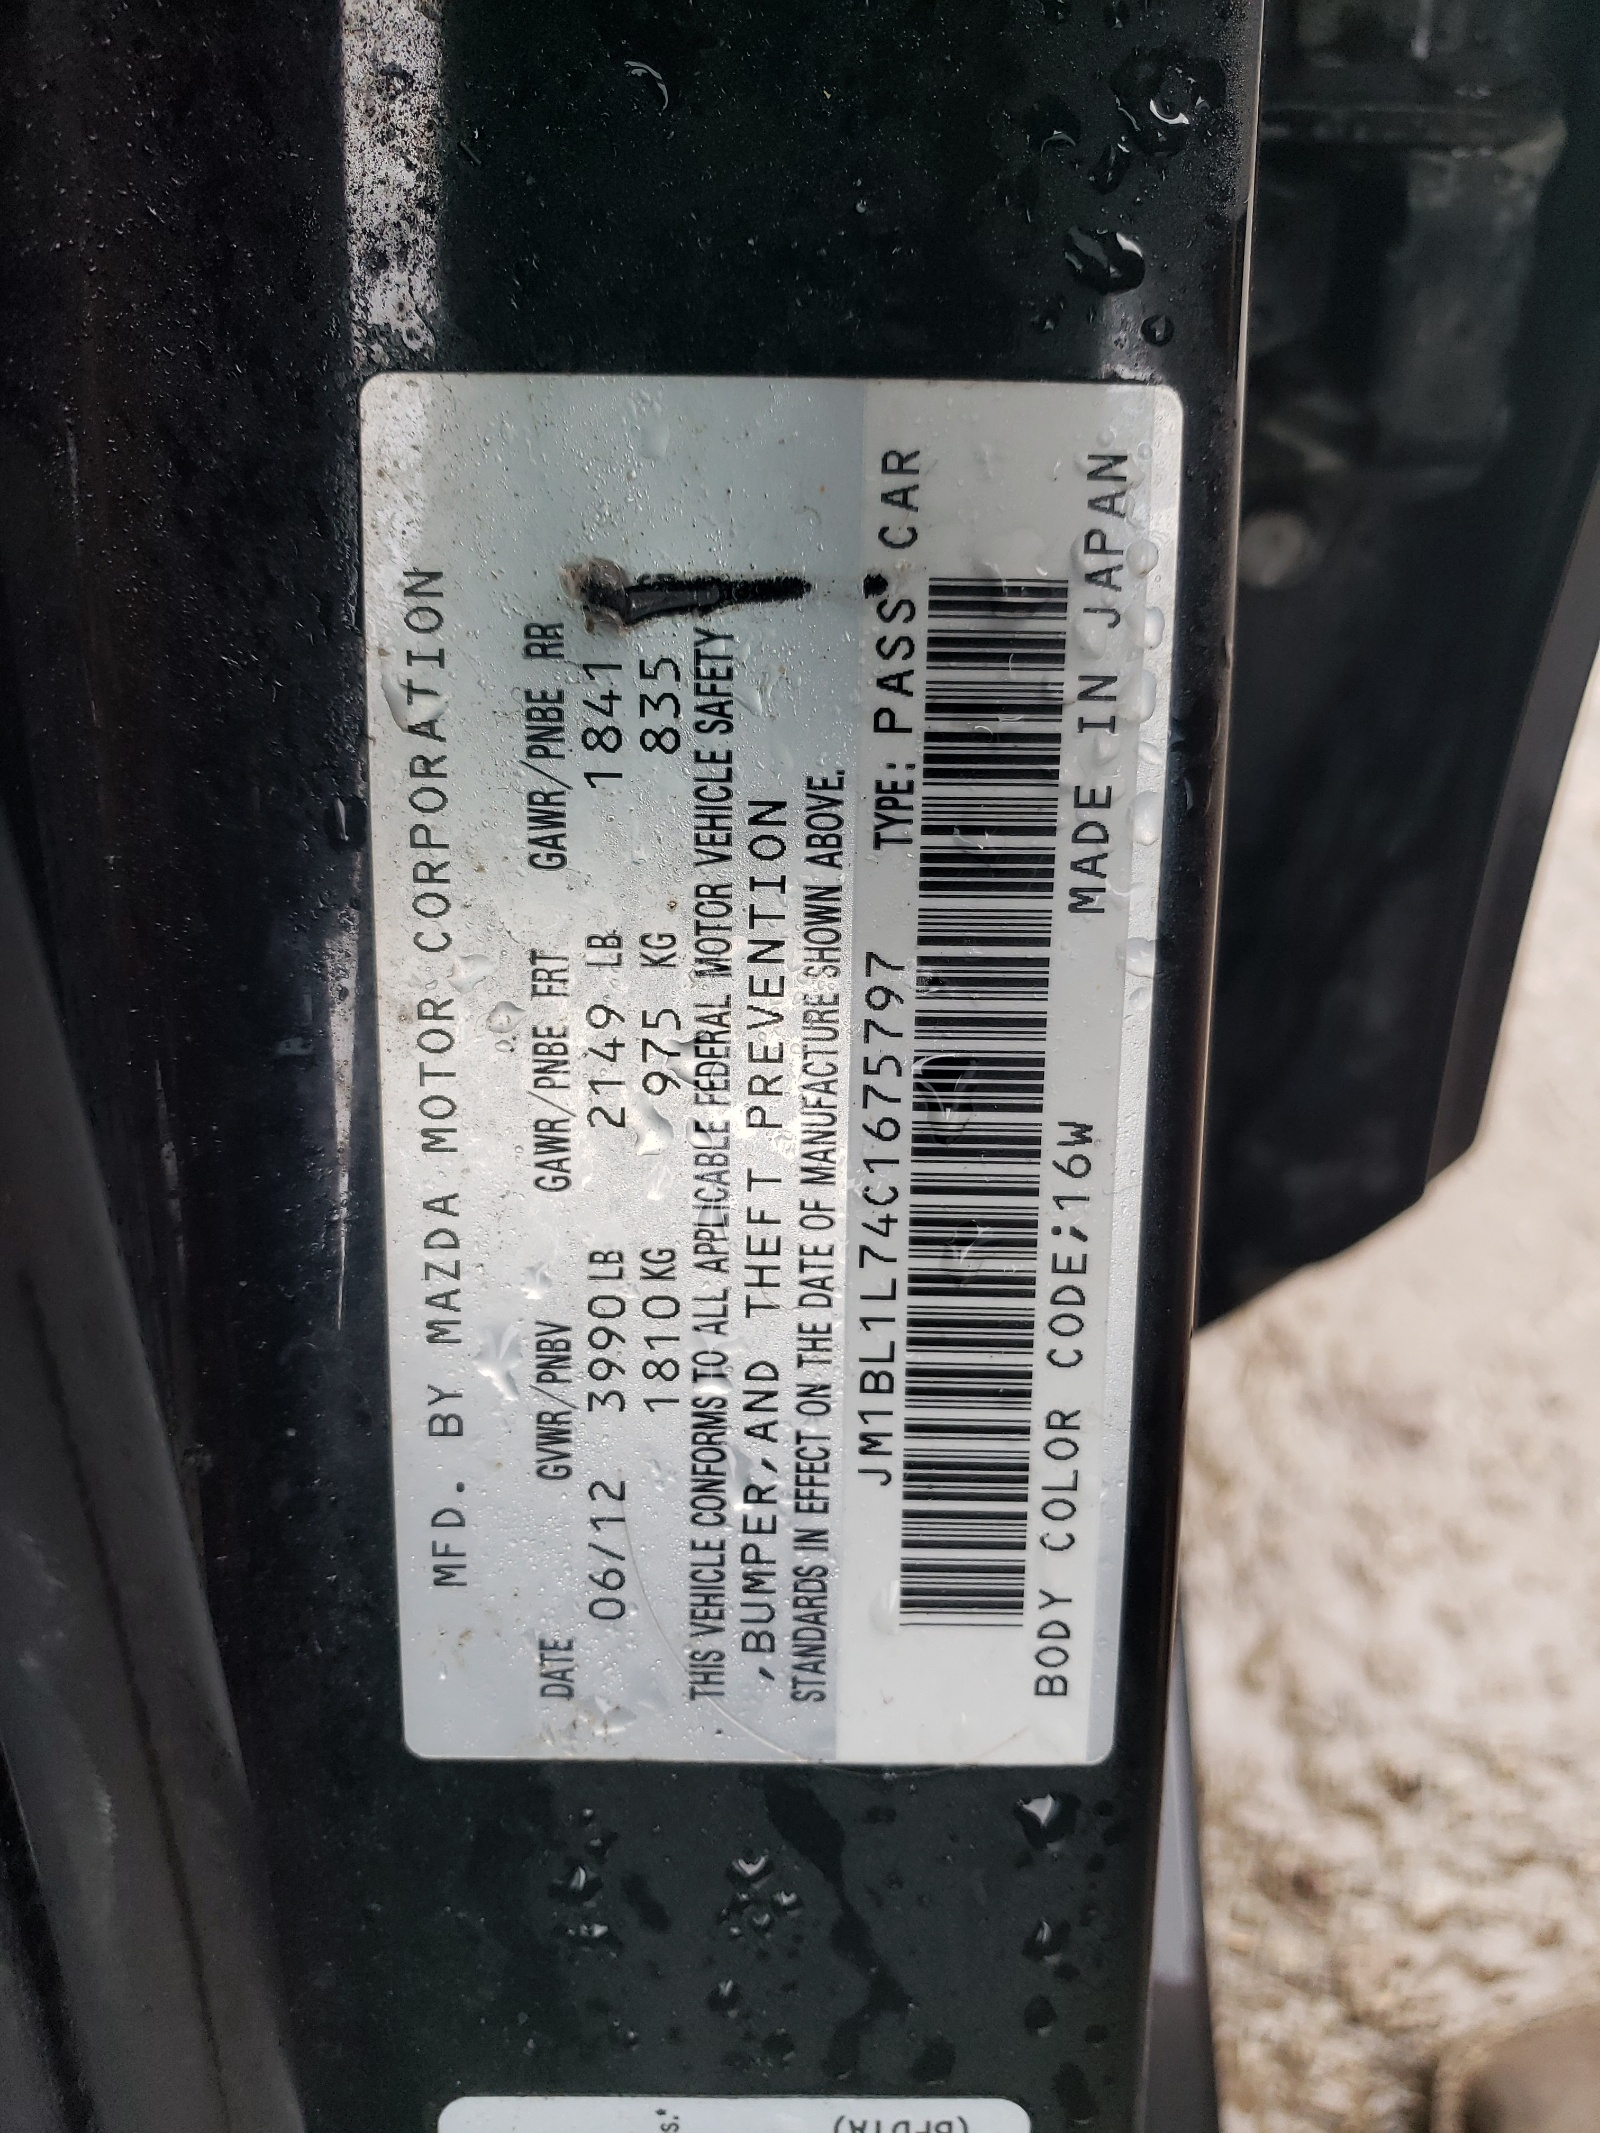 MFD. BY MAZDA MOTOR CORPORATION
DATE GVWR/PNBV GAWR/PNBE FRT GAWR/PNBE RR
06/12 3990 LB 2149 LB 1841
1810 KG 975 KG 835
THIS VEHICLE CONFORMS TO ALL APPLICABLE FEDERAL MOTOR VEHICLE SAFETY
,BUMPER,AND THEFT PREVENTION
STANDARDS IN EFFECT ON THE DATE OF MANUFACTURE SHOWN ABOVE.
JM1BL1L74C1675797 TYPE: PASS CAR
BODY COLOR CODE;16W MADE IN JAPAN